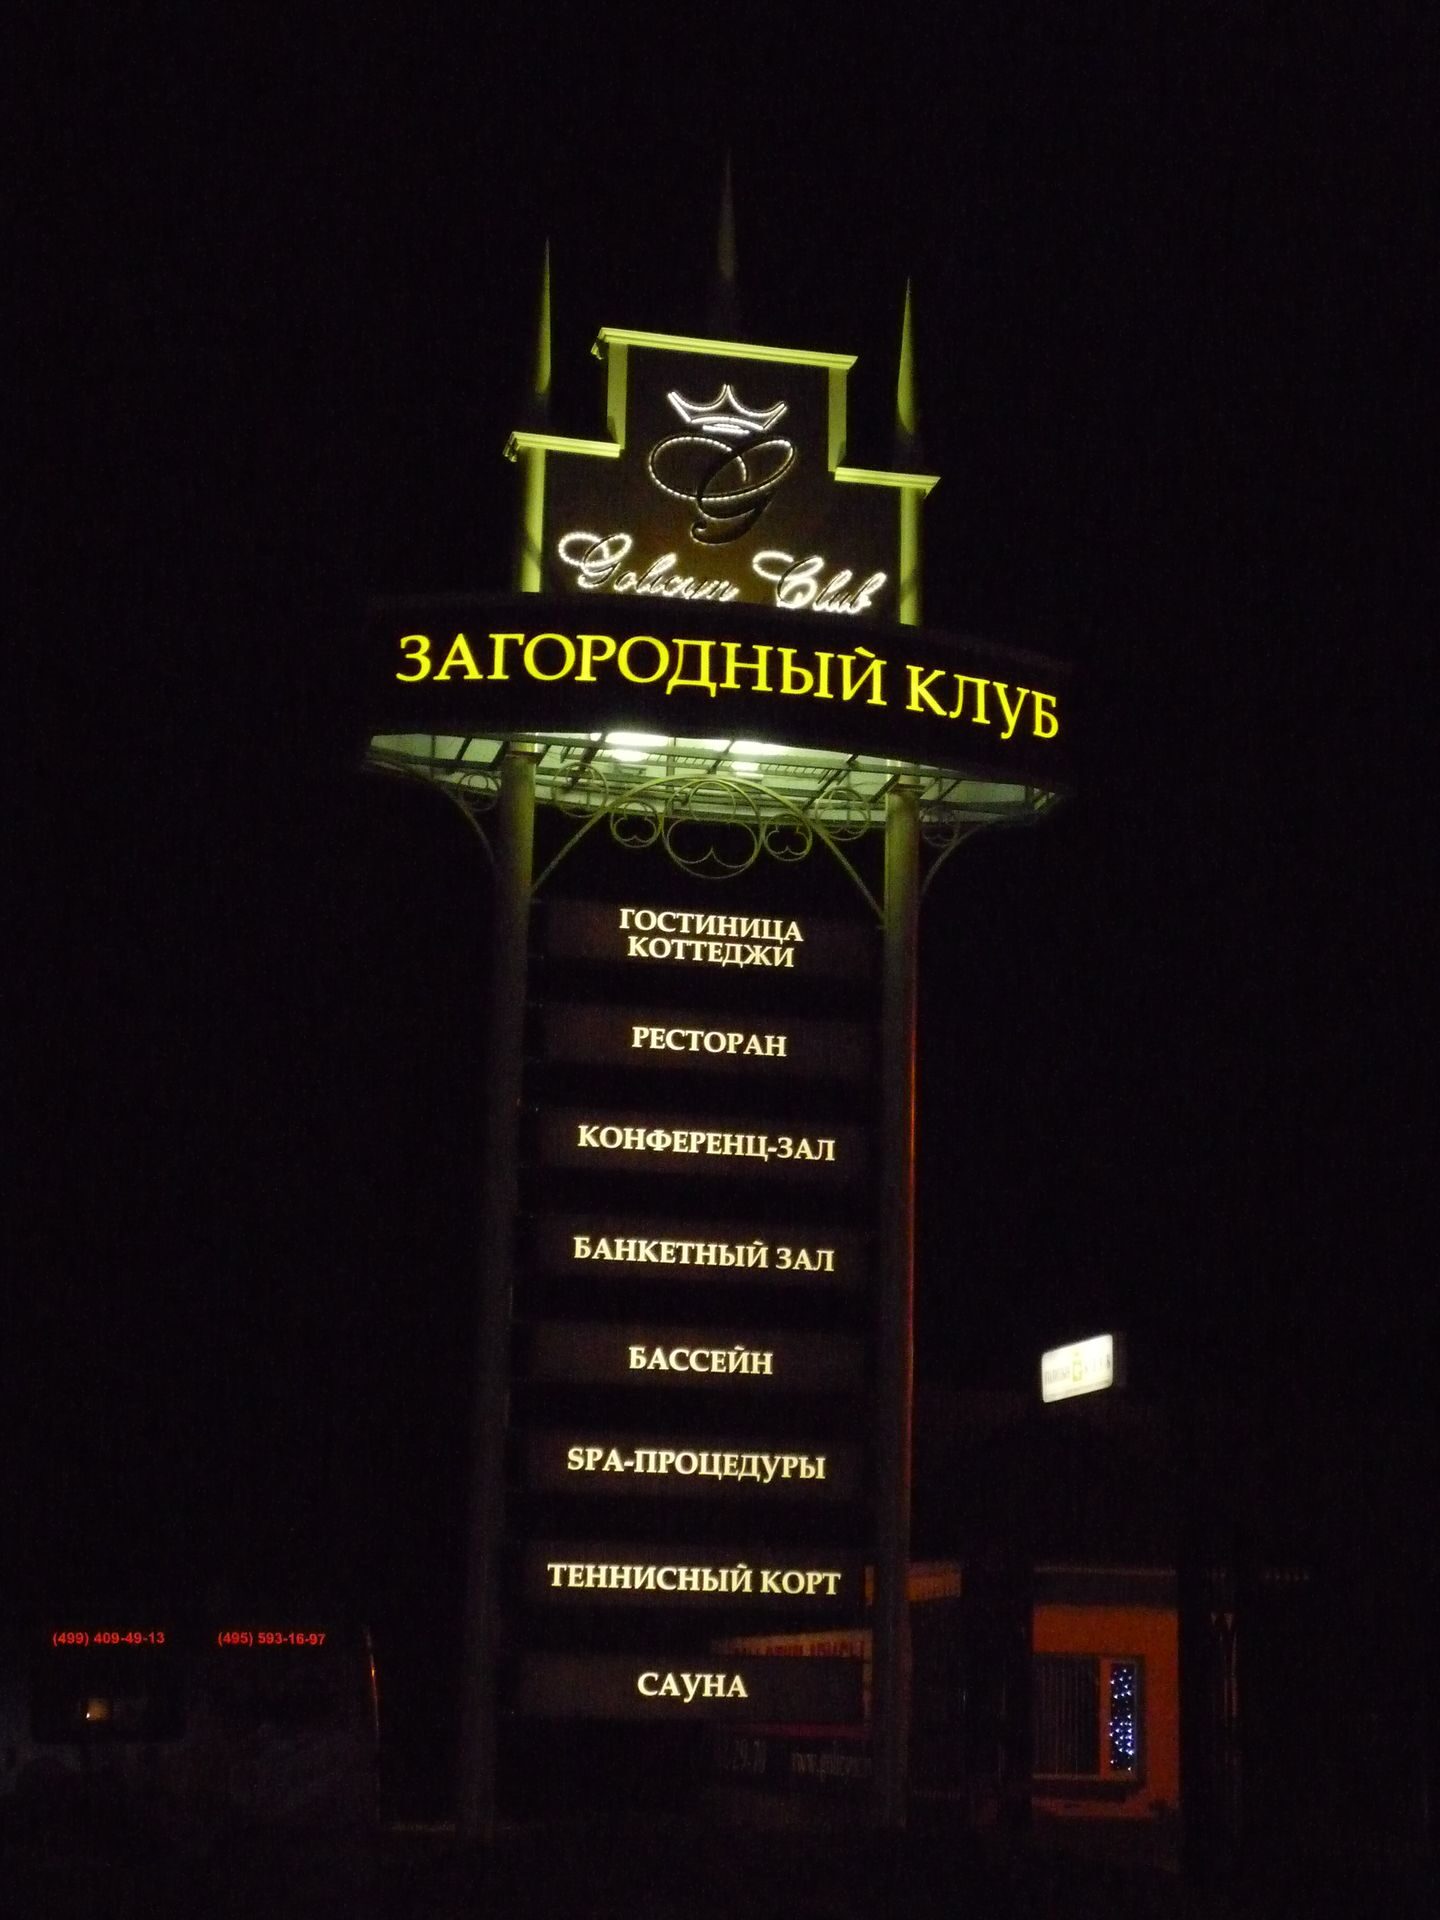 G
Golicyn Club
ЗАГОРОДНЫЙ КЛУБ
ГОСТИНИЦА
КОТТЕДЖИ
РЕСТОРАН
КОНФЕРЕНЦ-ЗАЛ
БАНКЕТНЫЙ ЗАЛ
БАССЕЙН
SPA-ПРОЦЕДУРЫ
ТЕННИСНЫЙ КОРТ
(499) 409-49-13 (495) 593-16-97
САУНА